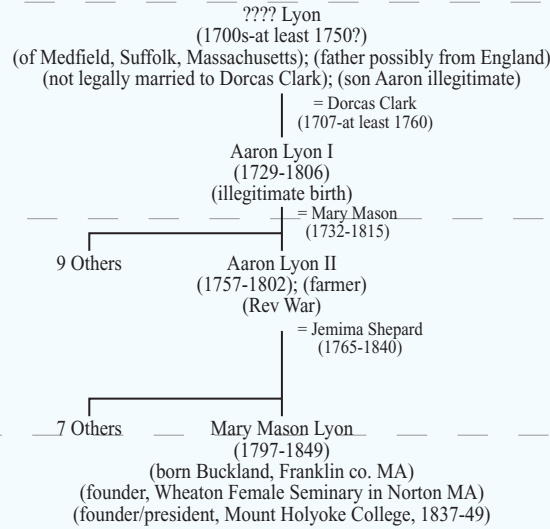 ???? Lyon
(1700s-at least 1750?)
(of Medfield, Suffolk, Massachusetts); (father possibly from England)
(not legally married to Dorcas Clark); (son Aaron illegitimate)
= Dorcas Clark
(1707-at least 1760)
Aaron Lyon I
(1729-1806)
(illegitimate birth)
= Mary Mason
(1732-1815)
9 Others
Aaron Lyon II
(1757-1802); (farmer)
(Rev War)
= Jemima Shepard
(1765-1840)
7 Others
Mary Mason Lyon
(1797-1849)
(born Buckland, Franklin co. MA)
(founder, Wheaton Female Seminary in Norton MA)
(founder/president, Mount Holyoke College, 1837-49)